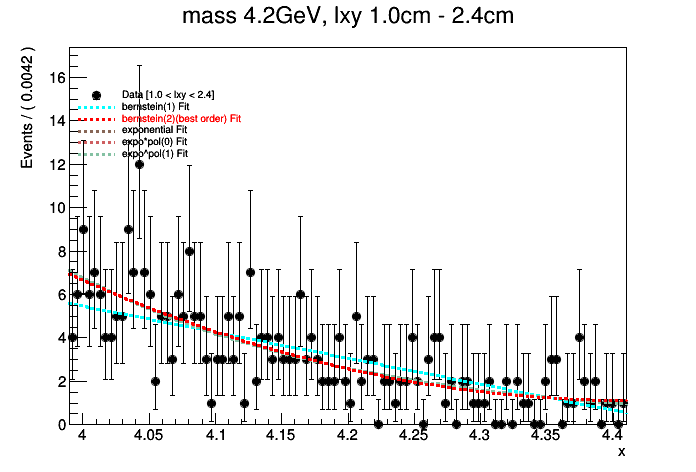 mass 4.2GeV, lxy 1.0cm - 2.4cm
Events / ( 0.0042 )
16
14
12
10
8
6
4
2
0
Data [1.0 < lxy < 2.4]
bernstein(1) Fit
bernstein(2)(best order) Fit
exponential Fit
expo*pol(0) Fit
expo^pol(1) Fit
4 4.05 4.1 4.15 4.2 4.25 4.3 4.35 4.4
x